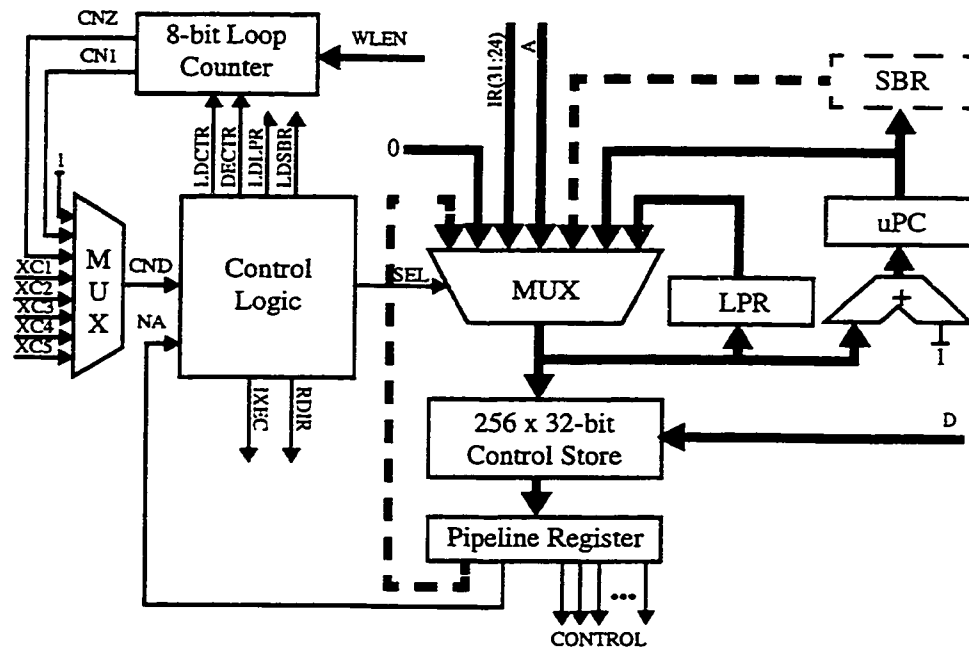 CNZ
CN1
8-bit Loop
Counter
WLEN
IR(31:24)
A
SBR
LDCTR
DECTR
LDLPR
LDSBR
0
1
uPC
M
U
X
XC1
XC2
XC3
XC4
XC5
CND
NA
Control
Logic
SEL
MUX
LPR
+
1
IXEC
RDIR
256 x 32-bit
Control Store
D
Pipeline Register
...
CONTROL